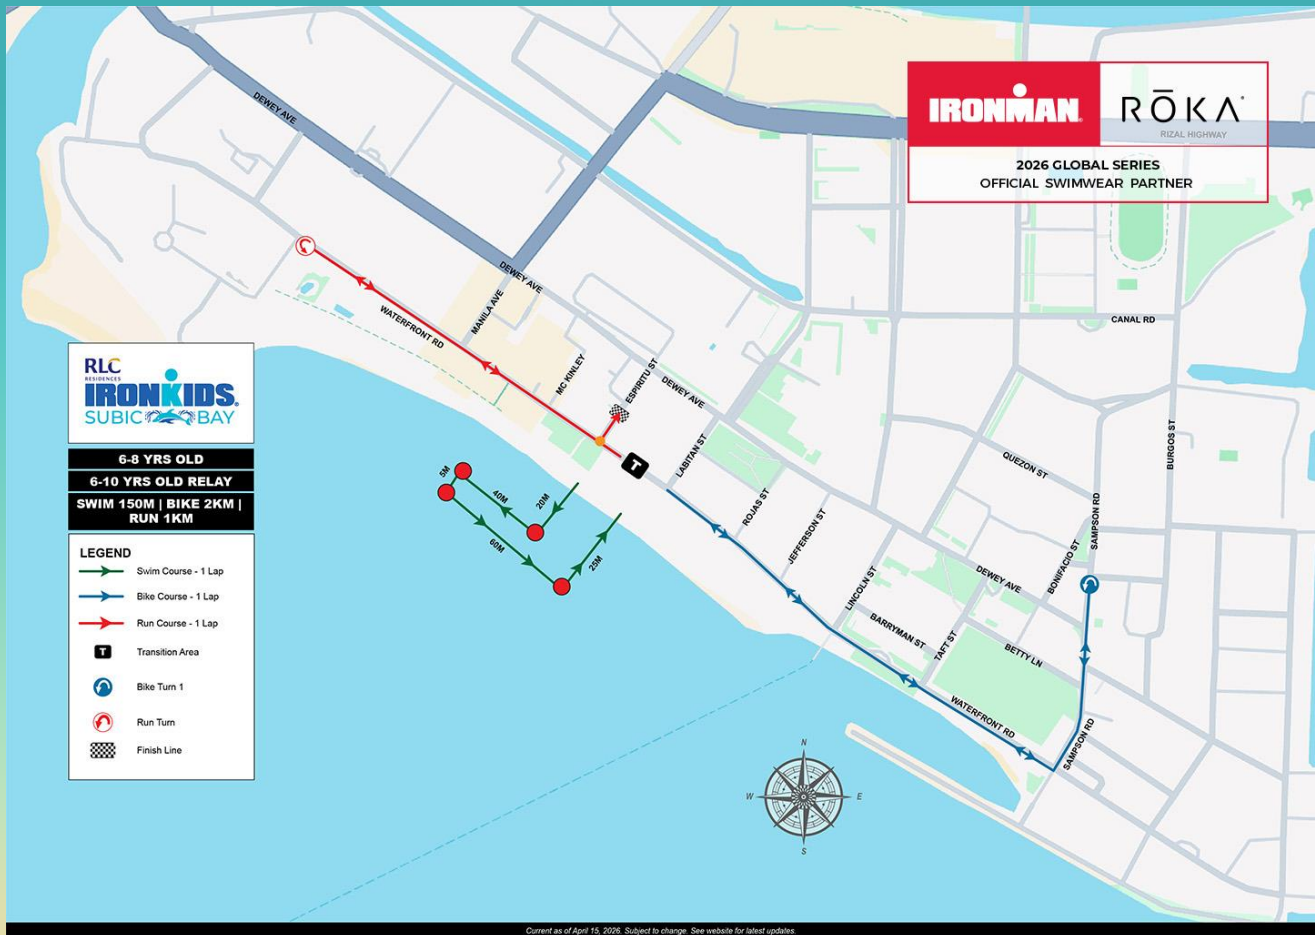 IRONMAN
RŌKA
RIZAL HIGHWAY
2026 GLOBAL SERIES
OFFICIAL SWIMWEAR PARTNER
DEWEY AVE
DEWEY AVE
MANILA AVE
WATERFRONT RD
CANAL RD
MC KINLEY
ESPIRITU ST
DEWEY AVE
LABITAN ST
BURGOS ST
QUEZON ST
ROJAS ST
SAMPSON RD
JEFFERSON ST
BONIFACIO ST
DEWEY AVE
LINCOLN ST
BARRYMAN ST
TAFT ST
BETTY LN
WATERFRONT RD
SAMPSON RD
T
5M
40M
20M
60M
25M
RLC
RESIDENCES
IRONKIDS
SUBIC BAY
6-8 YRS OLD
6-10 YRS OLD RELAY
SWIM 150M | BIKE 2KM |
RUN 1KM
LEGEND
Swim Course - 1 Lap
Bike Course - 1 Lap
Run Course - 1 Lap
T Transition Area
Bike Turn 1
Run Turn
Finish Line
N
W
E
S
Current as of April 15, 2026. Subject to change. See website for latest updates.